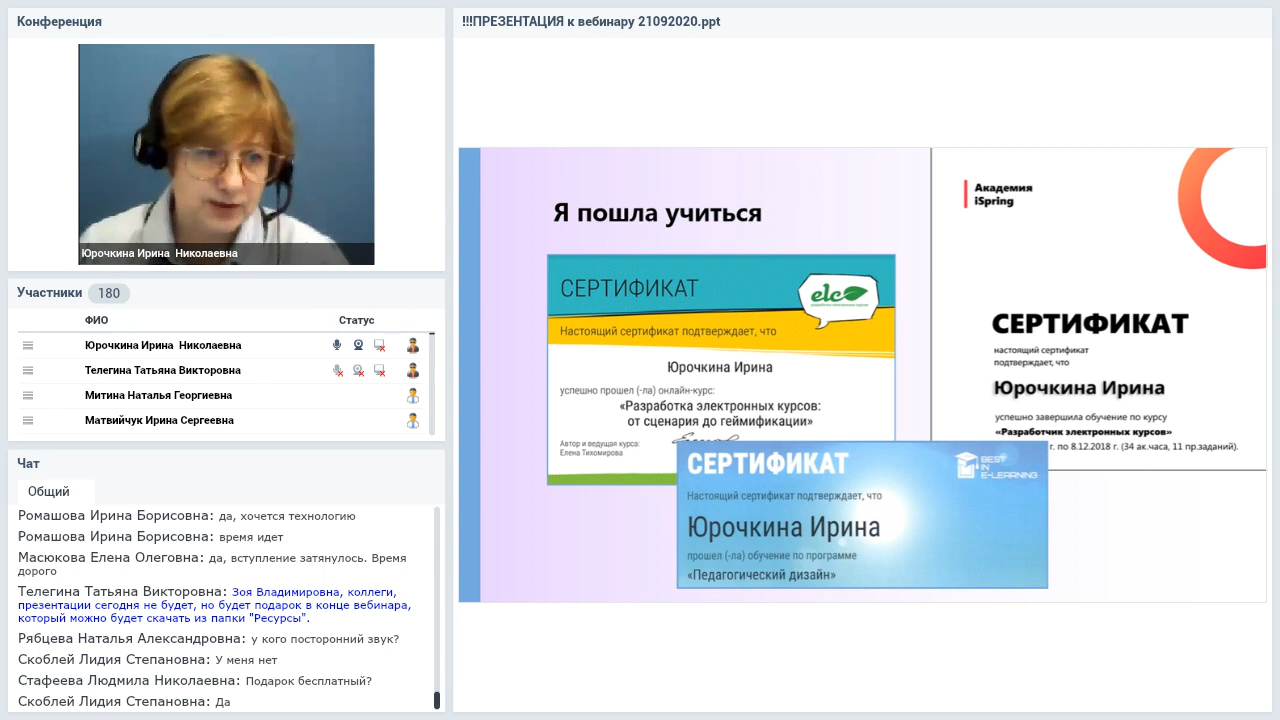 Конференция
Юрочкина Ирина  Николаевна
Участники 180
ФИО Статус
Юрочкина Ирина  Николаевна
Телегина Татьяна Викторовна
Митина Наталья Георгиевна
Матвийчук Ирина Сергеевна
Чат
Общий
Ромашова Ирина Борисовна: да, хочется технологию
Ромашова Ирина Борисовна: время идет
Масюкова Елена Олеговна: да, вступление затянулось. Время
дорого
Телегина Татьяна Викторовна: Зоя Владимировна, коллеги,
презентации сегодня не будет, но будет подарок в конце вебинара,
который можно будет скачать из папки "Ресурсы".
Рябцева Наталья Александровна: у кого посторонний звук?
Скоблей Лидия Степановна: У меня нет
Стафеева Людмила Николаевна: Подарок бесплатный?
Скоблей Лидия Степановна: Да
!!!ПРЕЗЕНТАЦИЯ к вебинару 21092020.ppt
Я пошла учиться
СЕРТИФИКАТ
elc
разработка электронных курсов
Настоящий сертификат подтверждает, что
Юрочкина Ирина
успешно прошел (-ла) онлайн-курс:
«Разработка электронных курсов:
от сценария до геймификации»
Автор и ведущая курса:
Елена Тихомирова
СЕРТИФИКАТ
BEST
IN
E-LEARNING
Настоящий сертификат подтверждает, что
Юрочкина Ирина
прошел (-ла) обучение по программе
«Педагогический дизайн»
Академия
iSpring
СЕРТИФИКАТ
настоящий сертификат
подтверждает, что
Юрочкина Ирина
успешно завершила обучение по курсу
«Разработчик электронных курсов»
г. по 8.12.2018 г. (34 ак.часа, 11 пр.заданий).